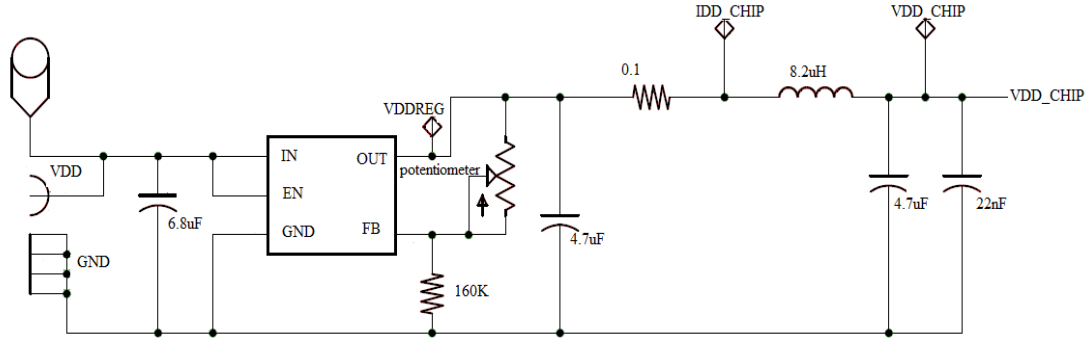 IDD_CHIP
VDD_CHIP
0.1
8.2uH
VDD_CHIP
VDDREG
VDD
IN
OUT
potentiometer
EN
6.8uF
GND
FB
4.7uF
4.7uF
22nF
GND
160K